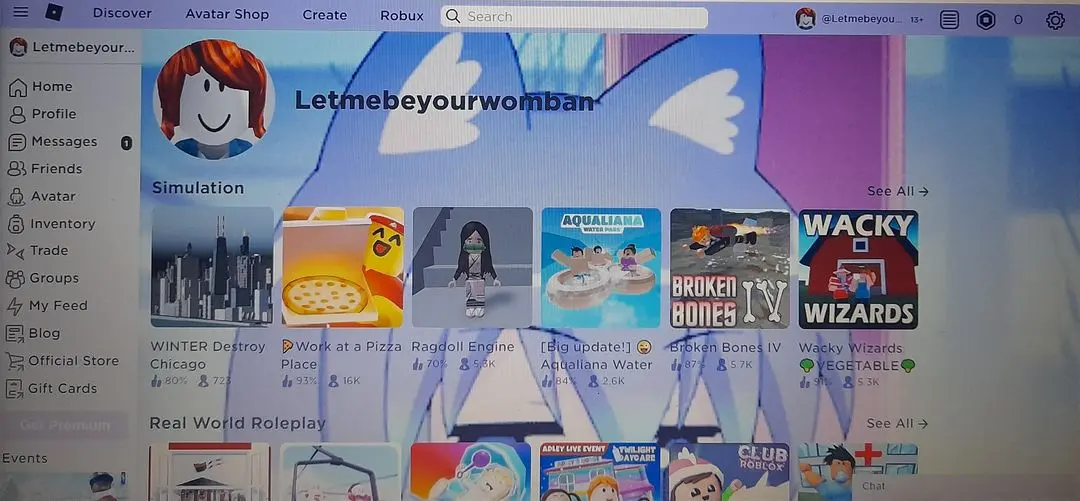 Discover
Avatar Shop
Create
Robux
Search
@Letmebeyou...
13+
0
Letmebeyour...
Home
Profile
Messages
1
Friends
Avatar
Inventory
Trade
Groups
My Feed
Blog
Official Store
Gift Cards
Get Premium
Events
Letmebeyourwomban
Simulation
See All →
AQUALIANA
WATER PARK
BROKEN
BONES IV
WACKY
WIZARDS
WINTER Destroy
Chicago
80% 723
🍕Work at a Pizza
Place
93% 16K
Ragdoll Engine
70% 5.3K
[Big update!] 😜
Aqualiana Water
84% 2.6K
Broken Bones IV
87% 5.7K
Wacky Wizards
🥦VEGETABLE🥦
91% 5.3K
Real World Roleplay
See All →
ADLEY LIVE EVENT
TWILIGHT
DAYCARE
CLUB
ROBLOX
Chat